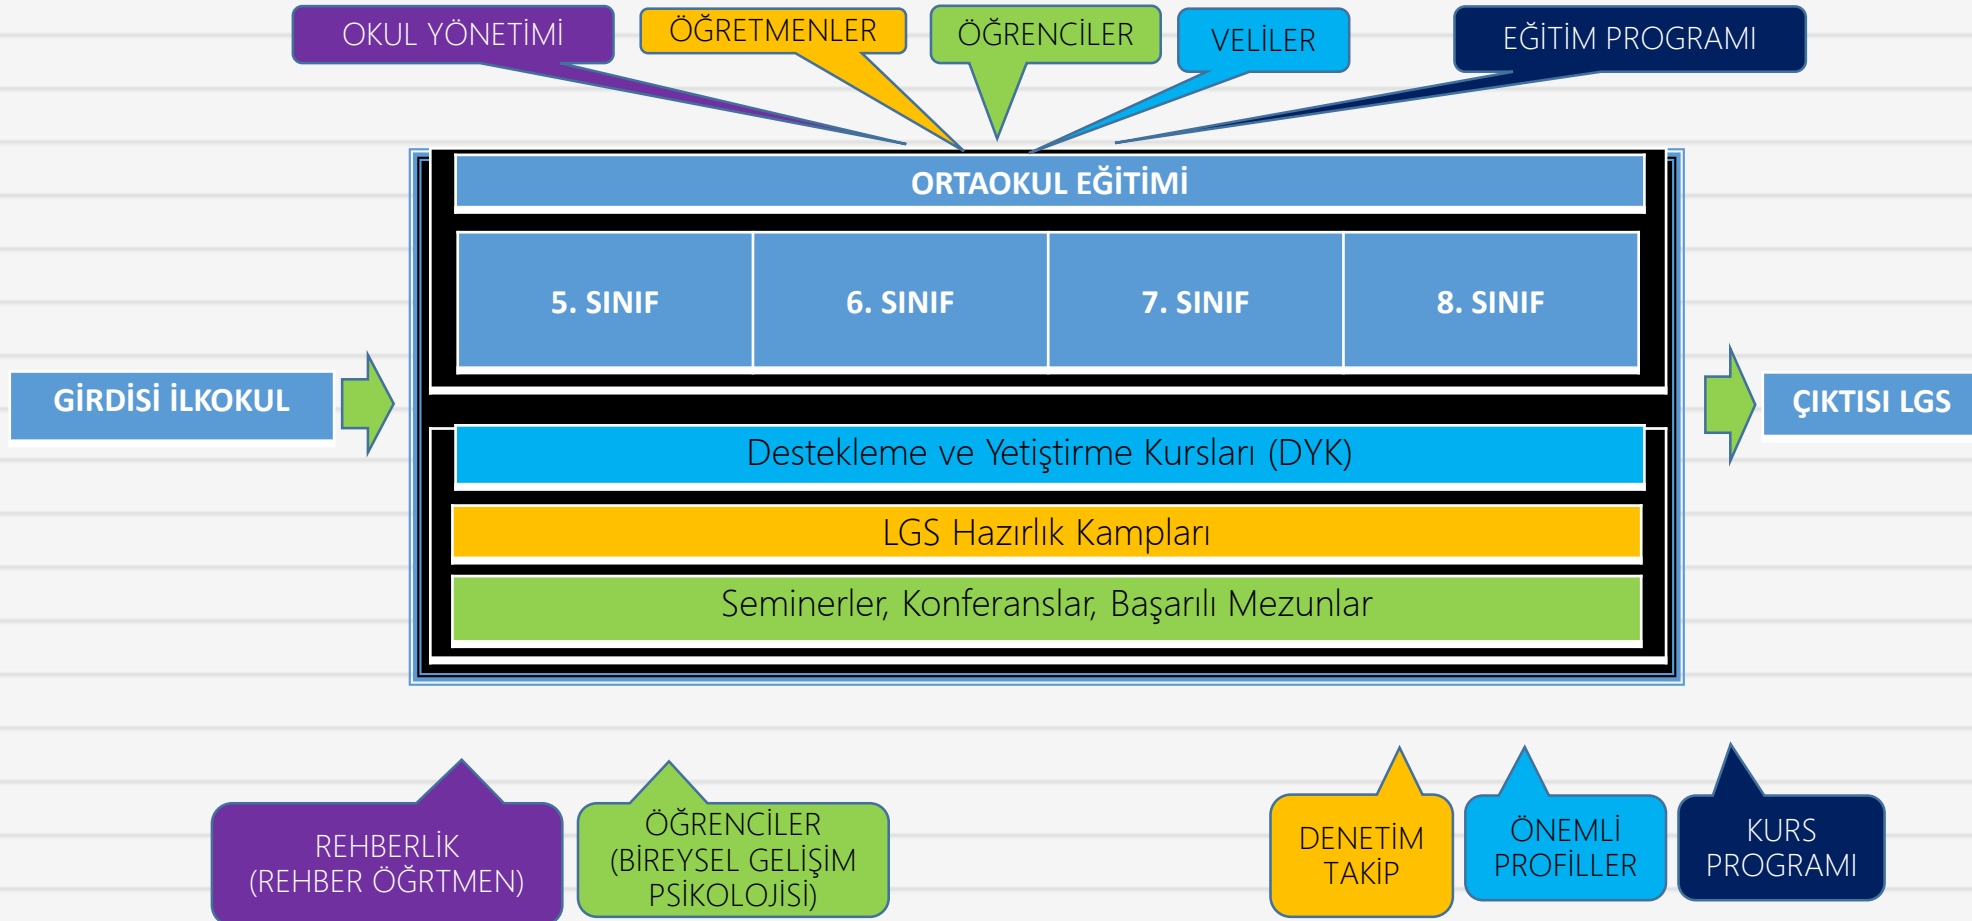 OKUL YÖNETİMİ
ÖĞRETMENLER
ÖĞRENCİLER
VELİLER
EĞİTİM PROGRAMI
ORTAOKUL EĞİTİMİ
5. SINIF
6. SINIF
7. SINIF
8. SINIF
GİRDİSİ İLKOKUL
ÇIKTISI LGS
Destekleme ve Yetiştirme Kursları (DYK)
LGS Hazırlık Kampları
Seminerler, Konferanslar, Başarılı Mezunlar
REHBERLİK
(REHBER ÖĞRTMEN)
ÖĞRENCİLER
(BİREYSEL GELİŞİM
PSİKOLOJİSİ)
DENETİM
TAKİP
ÖNEMLİ
PROFİLLER
KURS
PROGRAMI